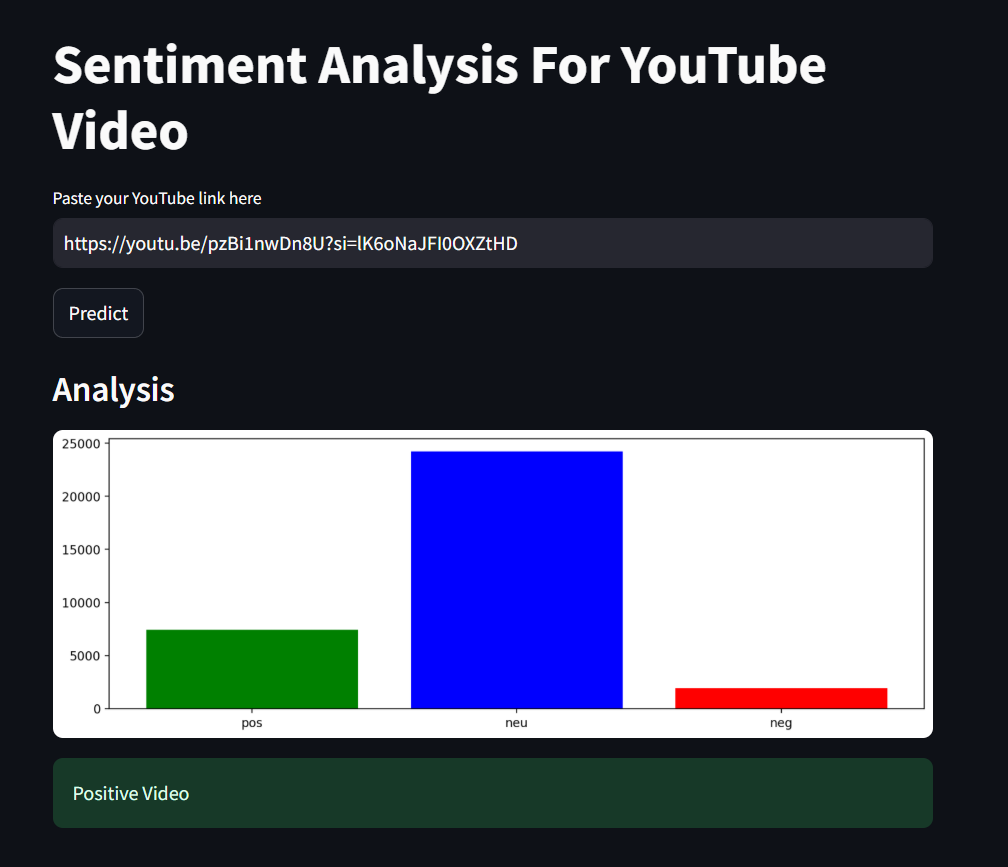 Sentiment Analysis For YouTube
Video
Paste your YouTube link here
https://youtu.be/pzBi1nwDn8U?si=lK6oNaJFI0OXZtHD
Predict
Analysis
25000
20000
15000
10000
5000
0
pos neu neg
Positive Video